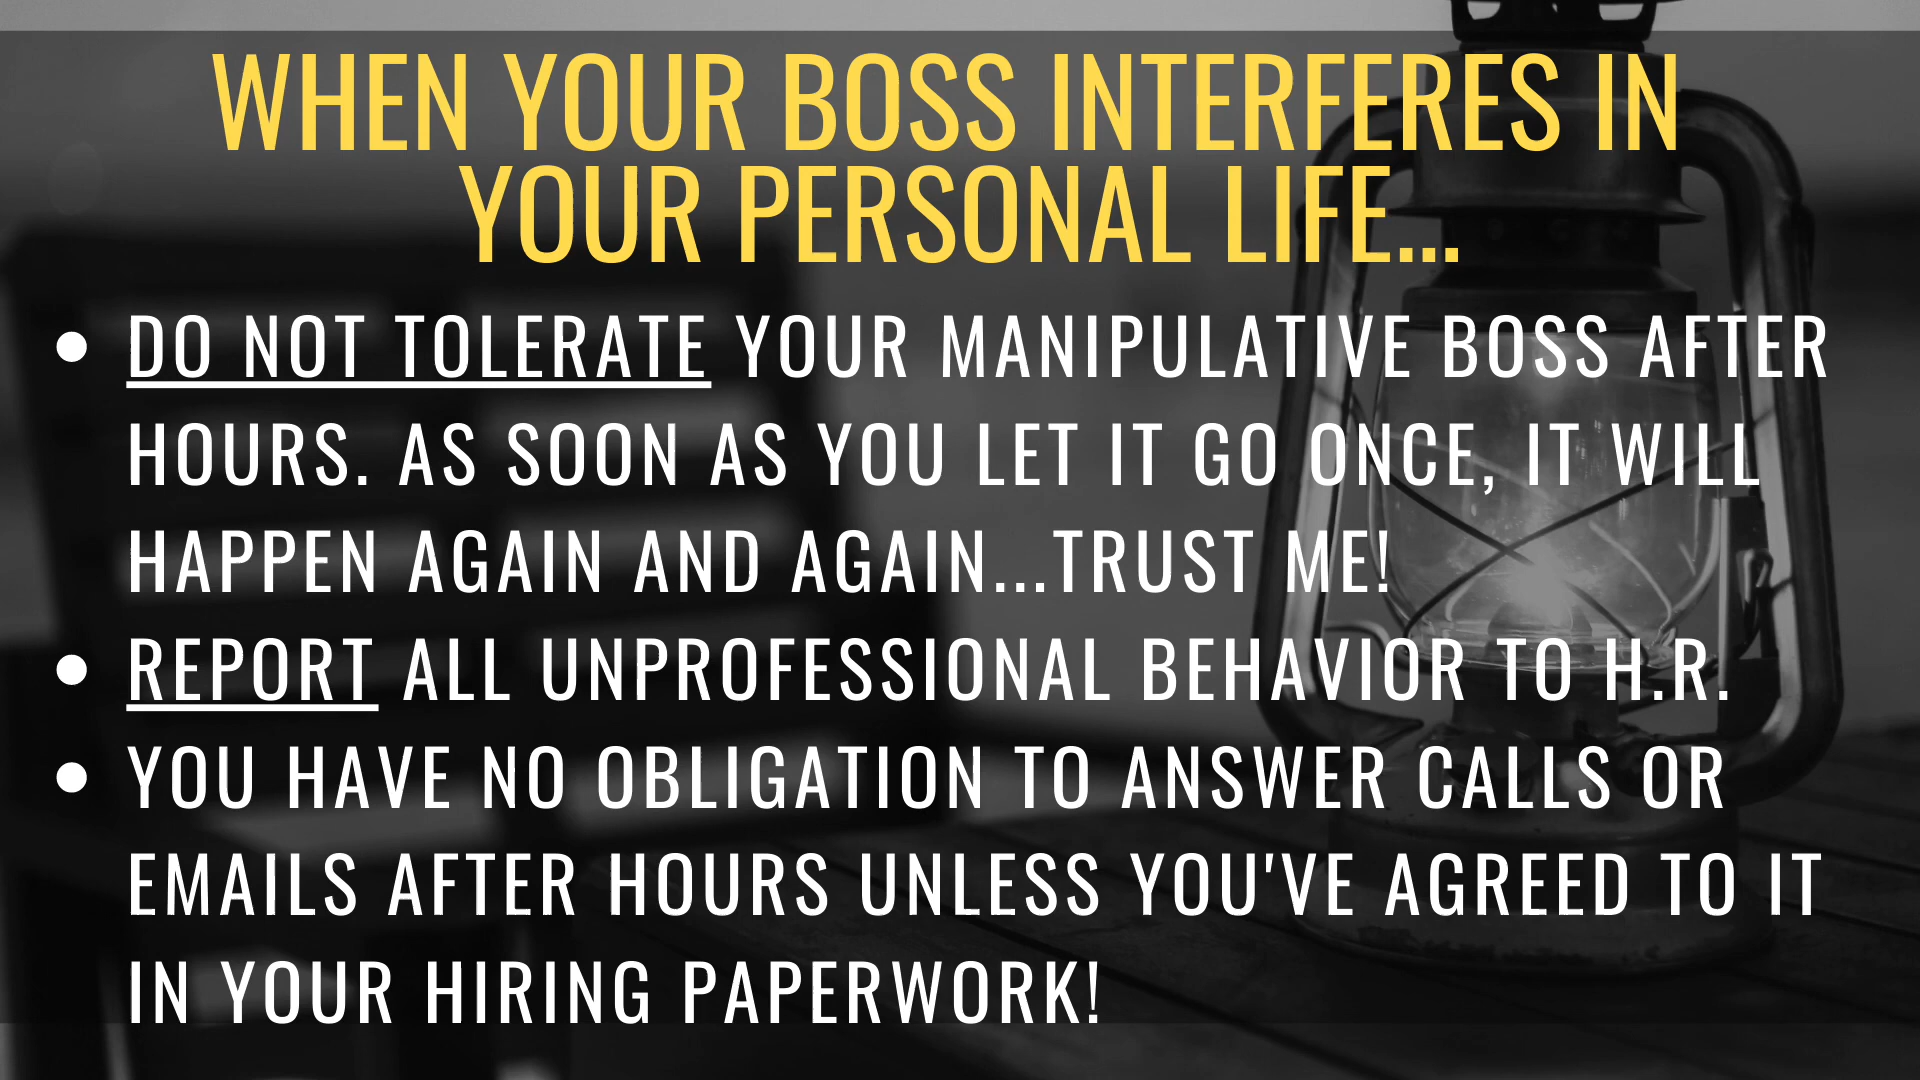 WHEN YOUR BOSS INTERFERES IN
YOUR PERSONAL LIFE...
• DO NOT TOLERATE YOUR MANIPULATIVE BOSS AFTER
HOURS. AS SOON AS YOU LET IT GO ONCE, IT WILL
HAPPEN AGAIN AND AGAIN...TRUST ME!
• REPORT ALL UNPROFESSIONAL BEHAVIOR TO H.R.
• YOU HAVE NO OBLIGATION TO ANSWER CALLS OR
EMAILS AFTER HOURS UNLESS YOU'VE AGREED TO IT
IN YOUR HIRING PAPERWORK!